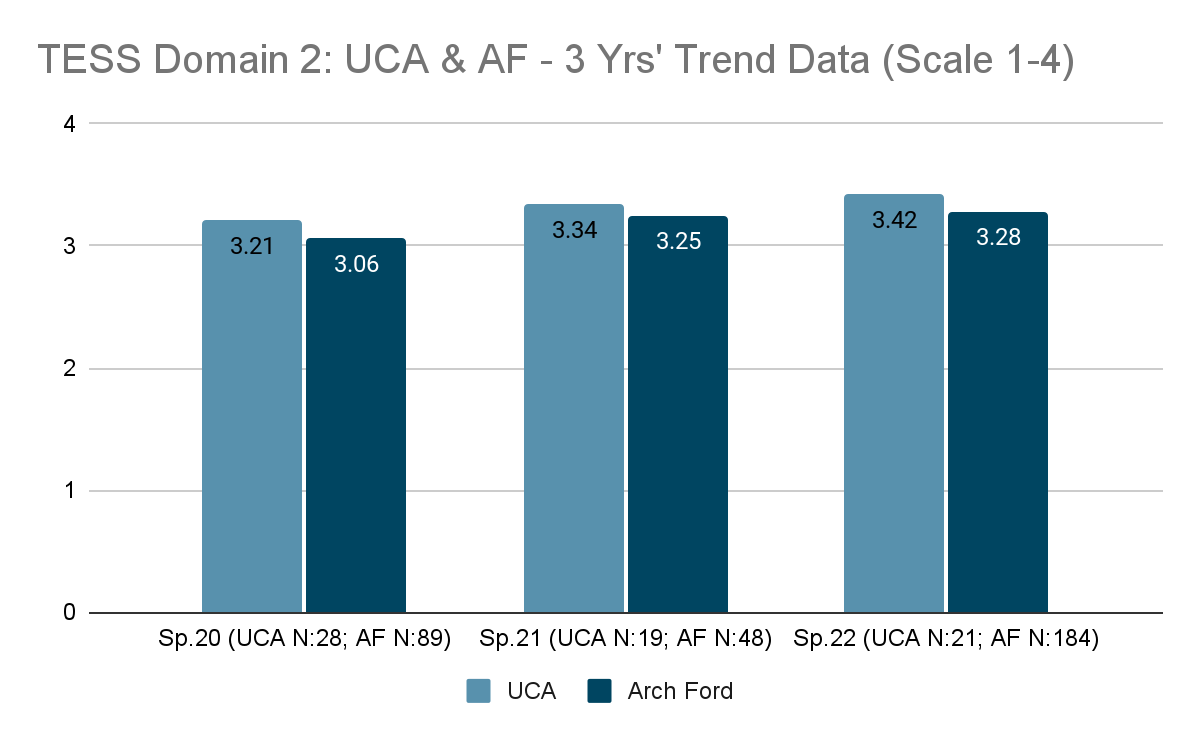 TESS Domain 2: UCA & AF - 3 Yrs' Trend Data (Scale 1-4)
4
3
2
1
0
3.21
3.06
3.34
3.25
3.42
3.28
Sp.20 (UCA N:28; AF N:89)
Sp.21 (UCA N:19; AF N:48)
Sp.22 (UCA N:21; AF N:184)
UCA
Arch Ford